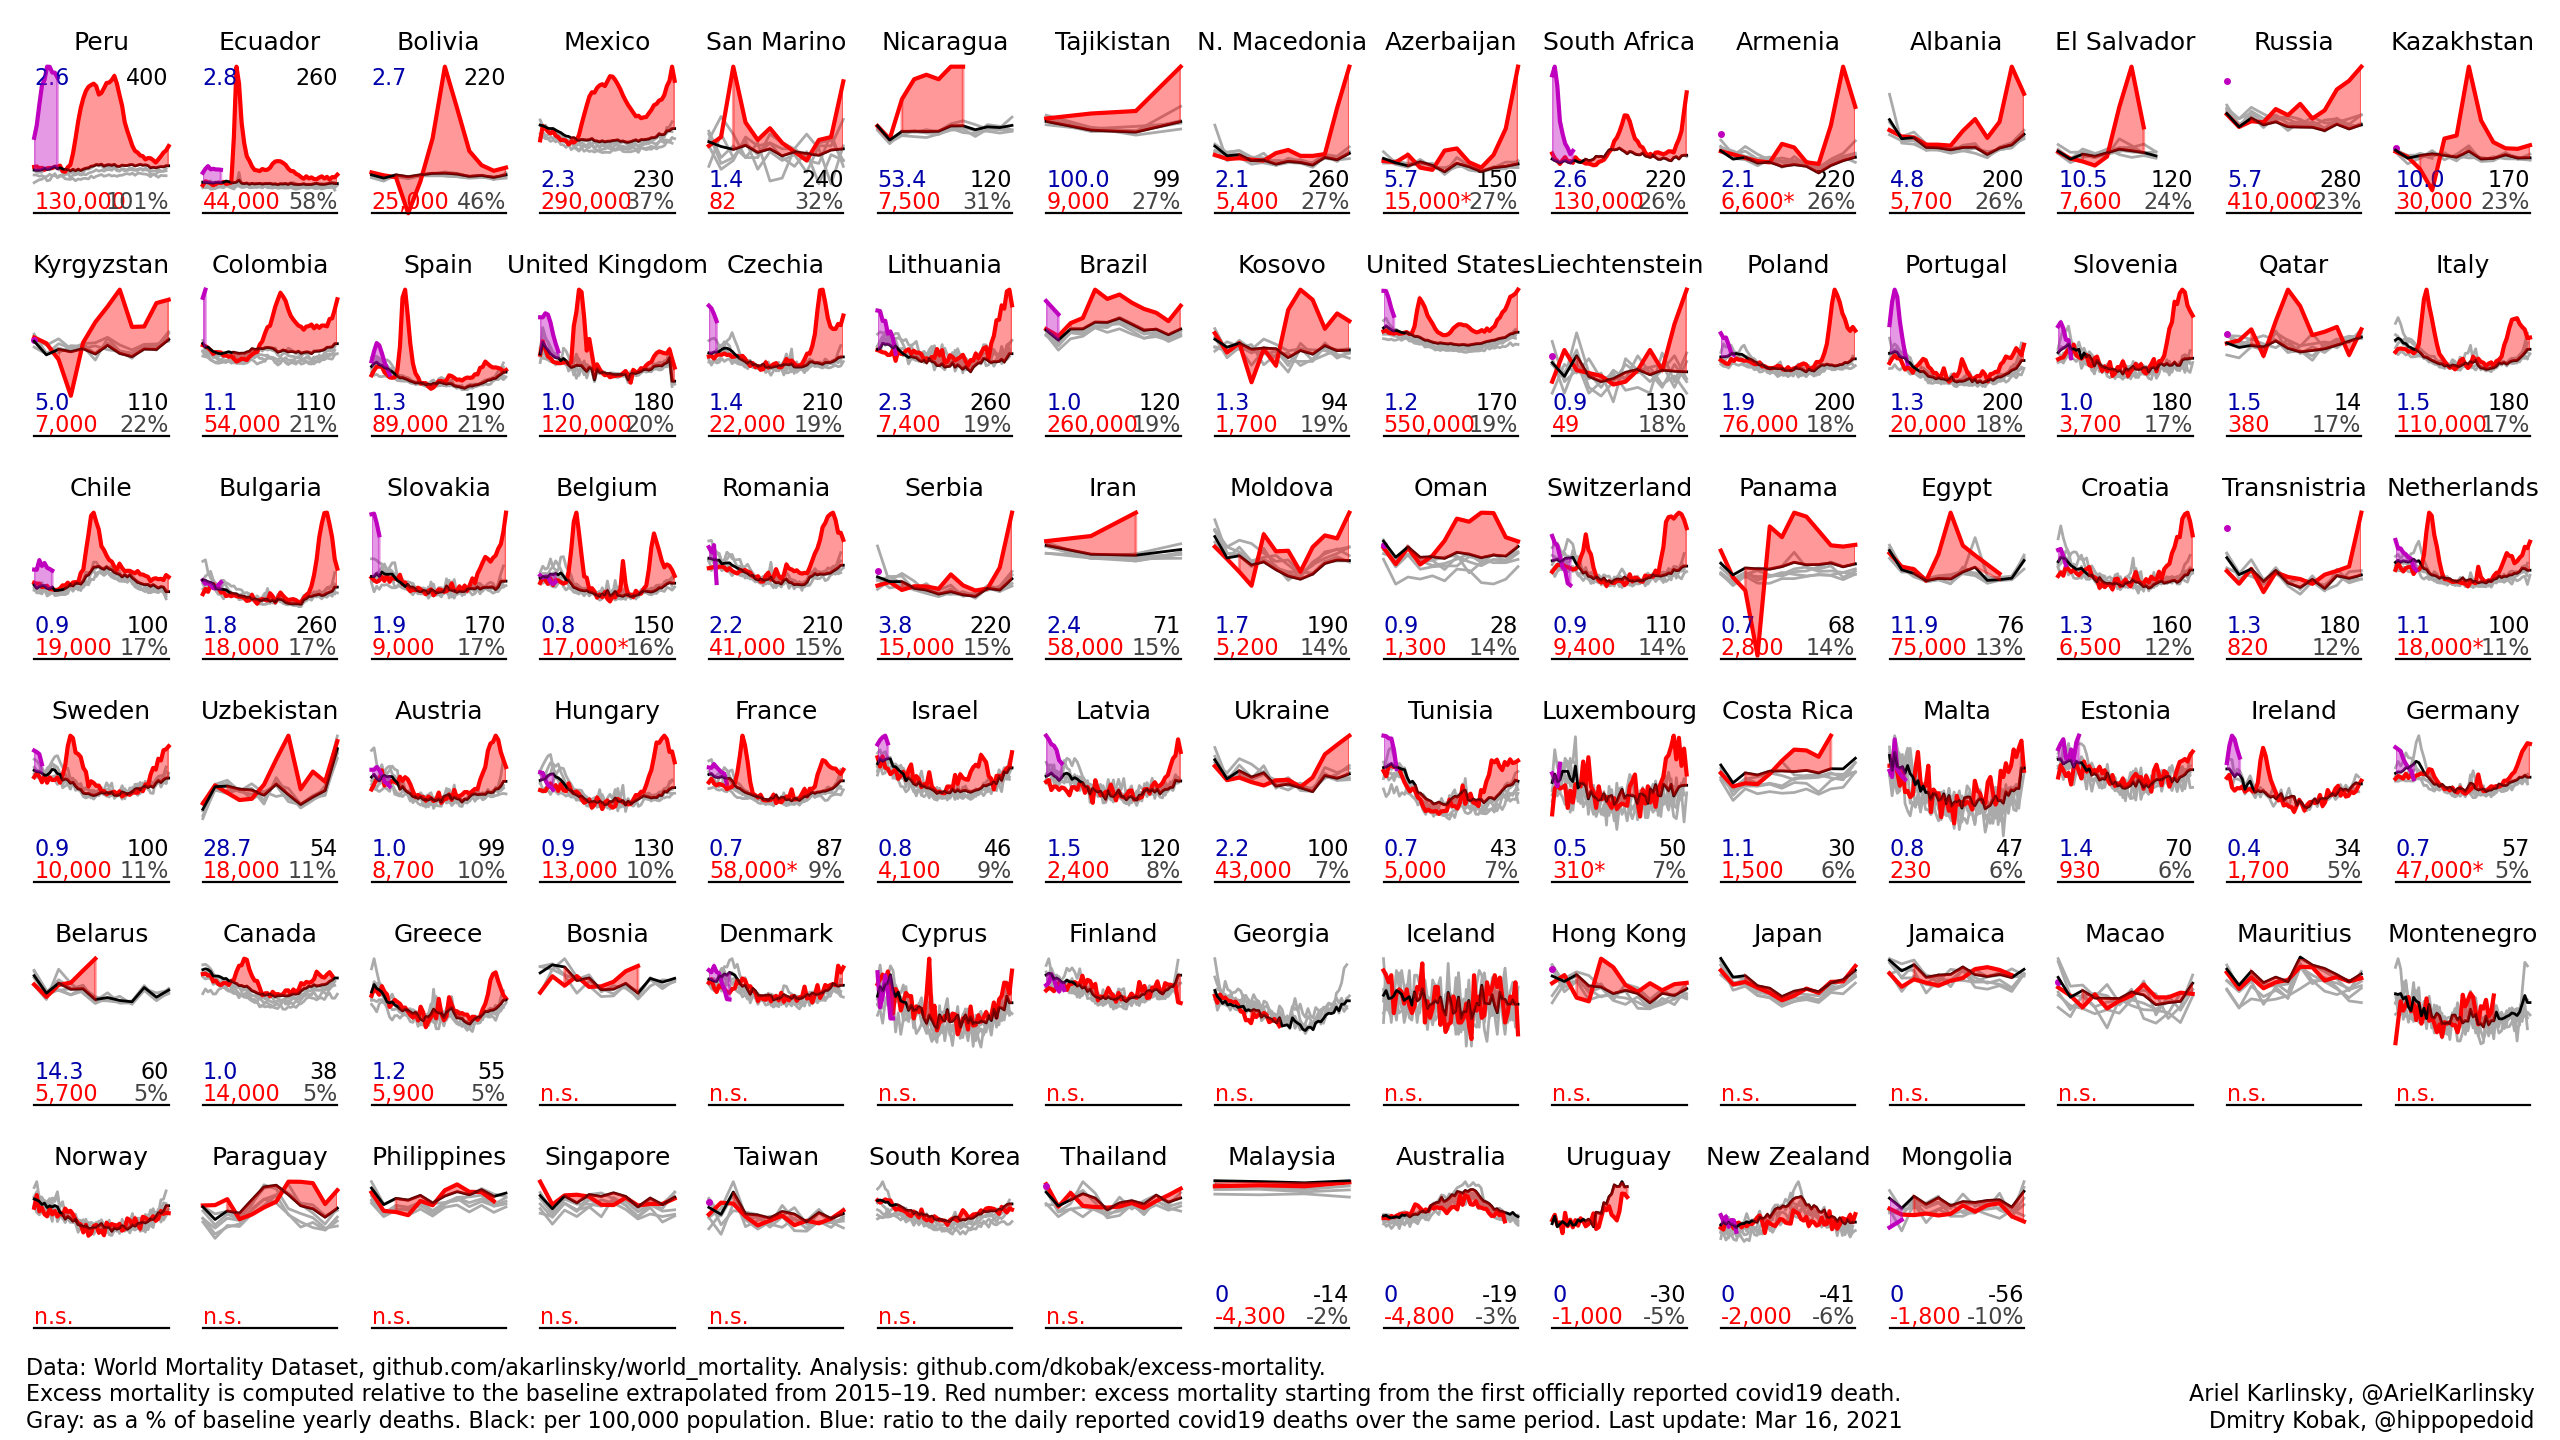 Peru Ecuador Bolivia Mexico San Marino Nicaragua Tajikistan N. Macedonia Azerbaijan South Africa Armenia Albania El Salvador Russia Kazakhstan
2.6 400 2.8 260 2.7 220
2.3 230 1.4 240 53.4 120 100.0 99 2.1 260 5.7 150 2.6 220 2.1 220 4.8 200 10.5 120 5.7 280 10.0 170
130,000 101% 44,000 58% 25,000 46% 290,000 37% 82 32% 7,500 31% 9,000 27% 5,400 27% 15,000* 27% 130,000 26% 6,600* 26% 5,700 26% 7,600 24% 410,000 23% 30,000 23%
Kyrgyzstan Colombia Spain United Kingdom Czechia Lithuania Brazil Kosovo United States Liechtenstein Poland Portugal Slovenia Qatar Italy
5.0 110 1.1 110 1.3 190 1.0 180 1.4 210 2.3 260 1.0 120 1.3 94 1.2 170 0.9 130 1.9 200 1.3 200 1.0 180 1.5 14 1.5 180
7,000 22% 54,000 21% 89,000 21% 120,000 20% 22,000 19% 7,400 19% 260,000 19% 1,700 19% 550,000 19% 49 18% 76,000 18% 20,000 18% 3,700 17% 380 17% 110,000 17%
Chile Bulgaria Slovakia Belgium Romania Serbia Iran Moldova Oman Switzerland Panama Egypt Croatia Transnistria Netherlands
0.9 100 1.8 260 1.9 170 0.8 150 2.2 210 3.8 220 2.4 71 1.7 190 0.9 28 0.9 110 0.7 68 11.9 76 1.3 160 1.3 180 1.1 100
19,000 17% 18,000 17% 9,000 17% 17,000* 16% 41,000 15% 15,000 15% 58,000 15% 5,200 14% 1,300 14% 9,400 14% 2,800 14% 75,000 13% 6,500 12% 820 12% 18,000* 11%
Sweden Uzbekistan Austria Hungary France Israel Latvia Ukraine Tunisia Luxembourg Costa Rica Malta Estonia Ireland Germany
0.9 100 28.7 54 1.0 99 0.9 130 0.7 87 0.8 46 1.5 120 2.2 100 0.7 43 0.5 50 1.1 30 0.8 47 1.4 70 0.4 34 0.7 57
10,000 11% 18,000 11% 8,700 10% 13,000 10% 58,000* 9% 4,100 9% 2,400 8% 43,000 7% 5,000 7% 310* 7% 1,500 6% 230 6% 930 6% 1,700 5% 47,000* 5%
Belarus Canada Greece Bosnia Denmark Cyprus Finland Georgia Iceland Hong Kong Japan Jamaica Macao Mauritius Montenegro
14.3 60 1.0 38 1.2 55
5,700 5% 14,000 5% 5,900 5% n.s. n.s. n.s. n.s. n.s. n.s. n.s. n.s. n.s. n.s. n.s. n.s.
Norway Paraguay Philippines Singapore Taiwan South Korea Thailand Malaysia Australia Uruguay New Zealand Mongolia
0 -14 0 -19 0 -30 0 -41 0 -56
n.s. n.s. n.s. n.s. n.s. n.s. n.s. -4,300 -2% -4,800 -3% -1,000 -5% -2,000 -6% -1,800 -10%
Data: World Mortality Dataset, github.com/akarlinsky/world_mortality. Analysis: github.com/dkobak/excess-mortality.
Excess mortality is computed relative to the baseline extrapolated from 2015–19. Red number: excess mortality starting from the first officially reported covid19 death.
Gray: as a % of baseline yearly deaths. Black: per 100,000 population. Blue: ratio to the daily reported covid19 deaths over the same period. Last update: Mar 16, 2021
Ariel Karlinsky, @ArielKarlinsky
Dmitry Kobak, @hippopedoid